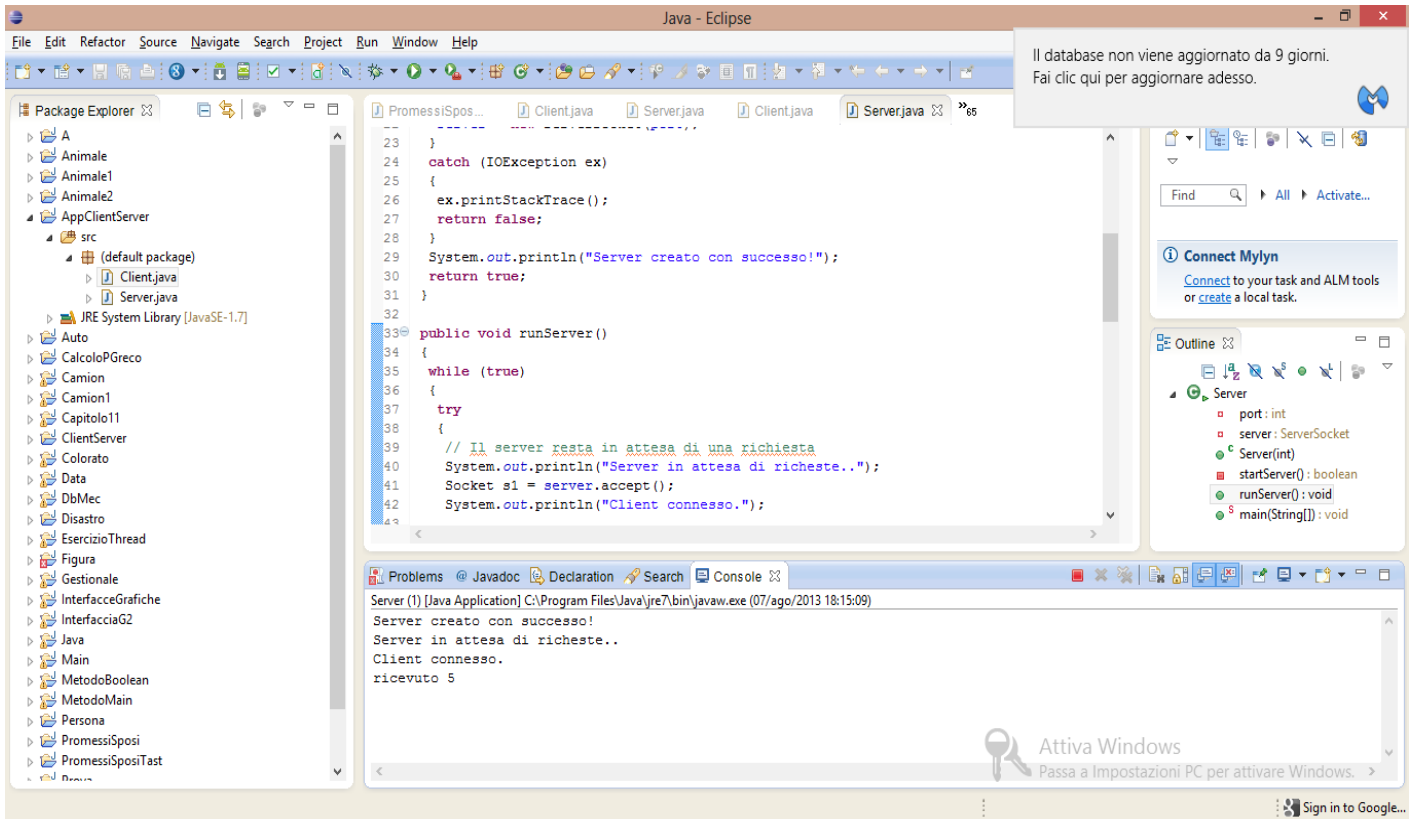 Java - Eclipse
File Edit Refactor Source Navigate Search Project Run Window Help
Il database non viene aggiornato da 9 giorni.
Fai clic qui per aggiornare adesso.
Package Explorer
A
Animale
Animale1
Animale2
AppClientServer
src
(default package)
Client.java
Server.java
JRE System Library [JavaSE-1.7]
Auto
CalcoloPGreco
Camion
Camion1
Capitolo11
ClientServer
Colorato
Data
DbMec
Disastro
EsercizioThread
Figura
Gestionale
InterfacceGrafiche
InterfacciaG2
Java
Main
MetodoBoolean
MetodoMain
Persona
PromessiSposi
PromessiSposiTast
Prova
PromessiSpos... Client.java Server.java Client.java Server.java »65
23 }
24 catch (IOException ex)
25 {
26 ex.printStackTrace();
27 return false;
28 }
29 System.out.println("Server creato con successo!");
30 return true;
31 }
32
33 public void runServer()
34 {
35 while (true)
36 {
37 try
38 {
39 // Il server resta in attesa di una richiesta
40 System.out.println("Server in attesa di richeste..");
41 Socket s1 = server.accept();
42 System.out.println("Client connesso.");
43
Find All Activate...
Connect Mylyn
Connect to your task and ALM tools
or create a local task.
Outline
Server
port : int
server : ServerSocket
Server(int)
startServer() : boolean
runServer() : void
main(String[]) : void
Problems @ Javadoc Declaration Search Console
Server (1) [Java Application] C:\Program Files\Java\jre7\bin\javaw.exe (07/ago/2013 18:15:09)
Server creato con successo!
Server in attesa di richeste..
Client connesso.
ricevuto 5
Attiva Windows
Passa a Impostazioni PC per attivare Windows.
Sign in to Google...